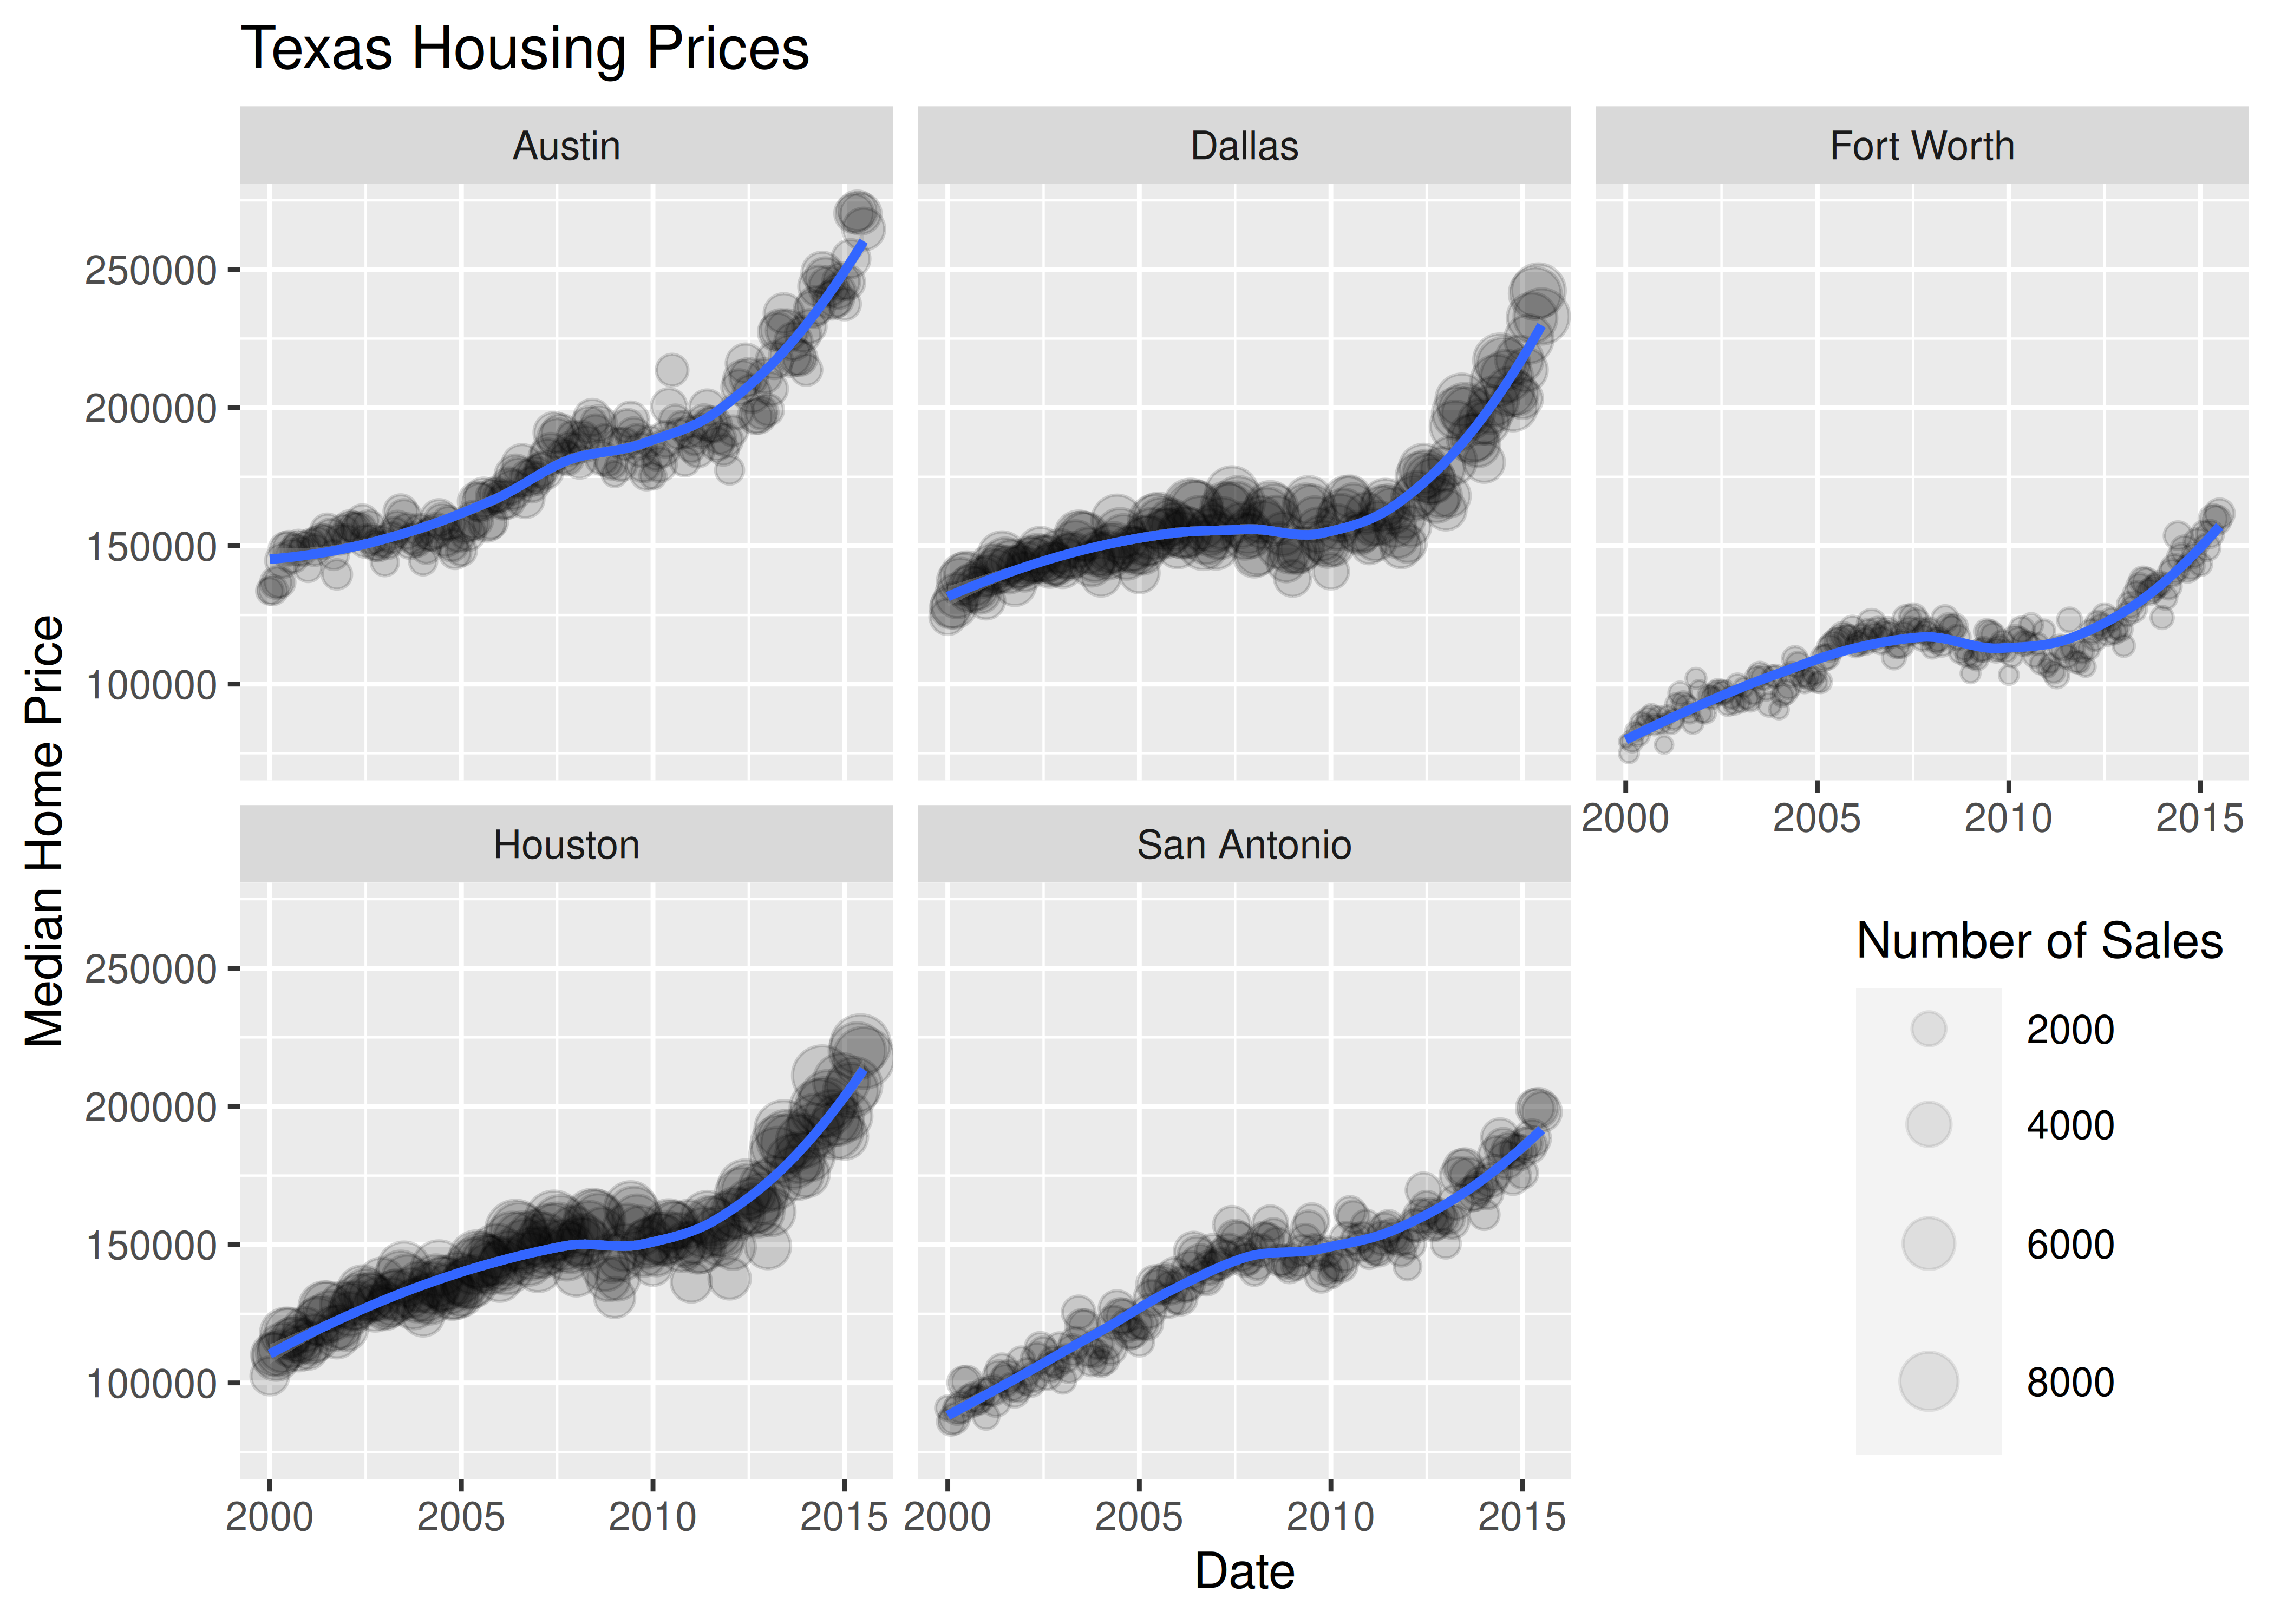 Texas Housing Prices
Austin
Dallas
Fort Worth
250000
200000
150000
100000
2000 2005 2010 2015
Median Home Price
Houston
San Antonio
250000
200000
150000
100000
2000 2005 2010 2015
2000 2005 2010 2015
Date
Number of Sales
2000
4000
6000
8000